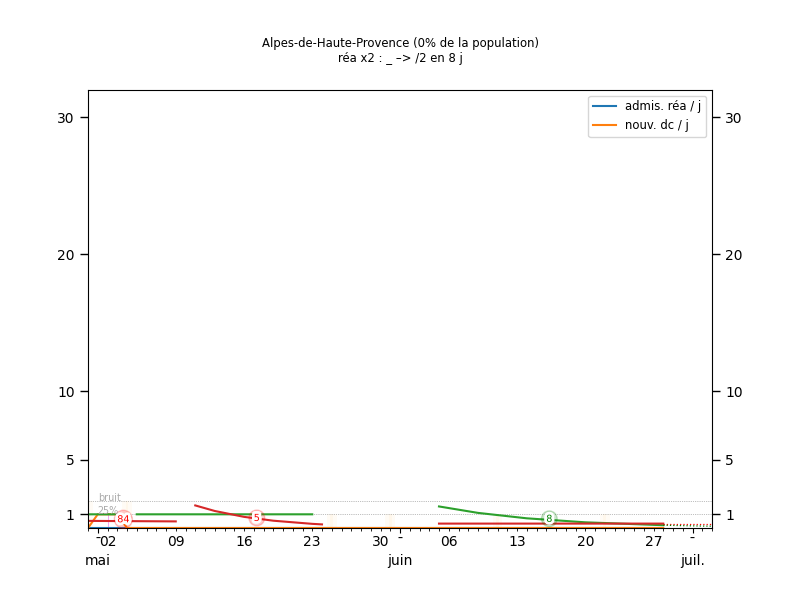 Alpes-de-Haute-Provence (0% de la population)
réa x2 : _ –> /2 en 8 j
admis. réa / j
nouv. dc / j
30
30
20
20
10
10
5
5
bruit
25%
1
84
5
8
1
02 09 16 23 30 - 06 13 20 27 -
mai juin juil.